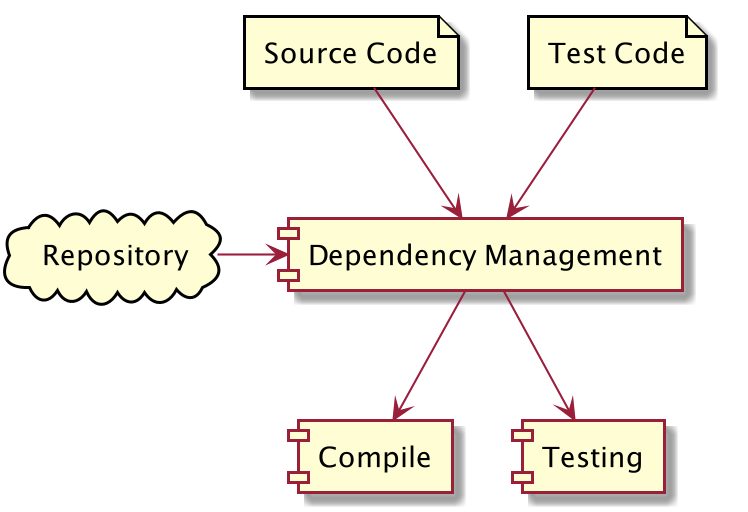 Source Code
Test Code
Repository
Dependency Management
Compile
Testing